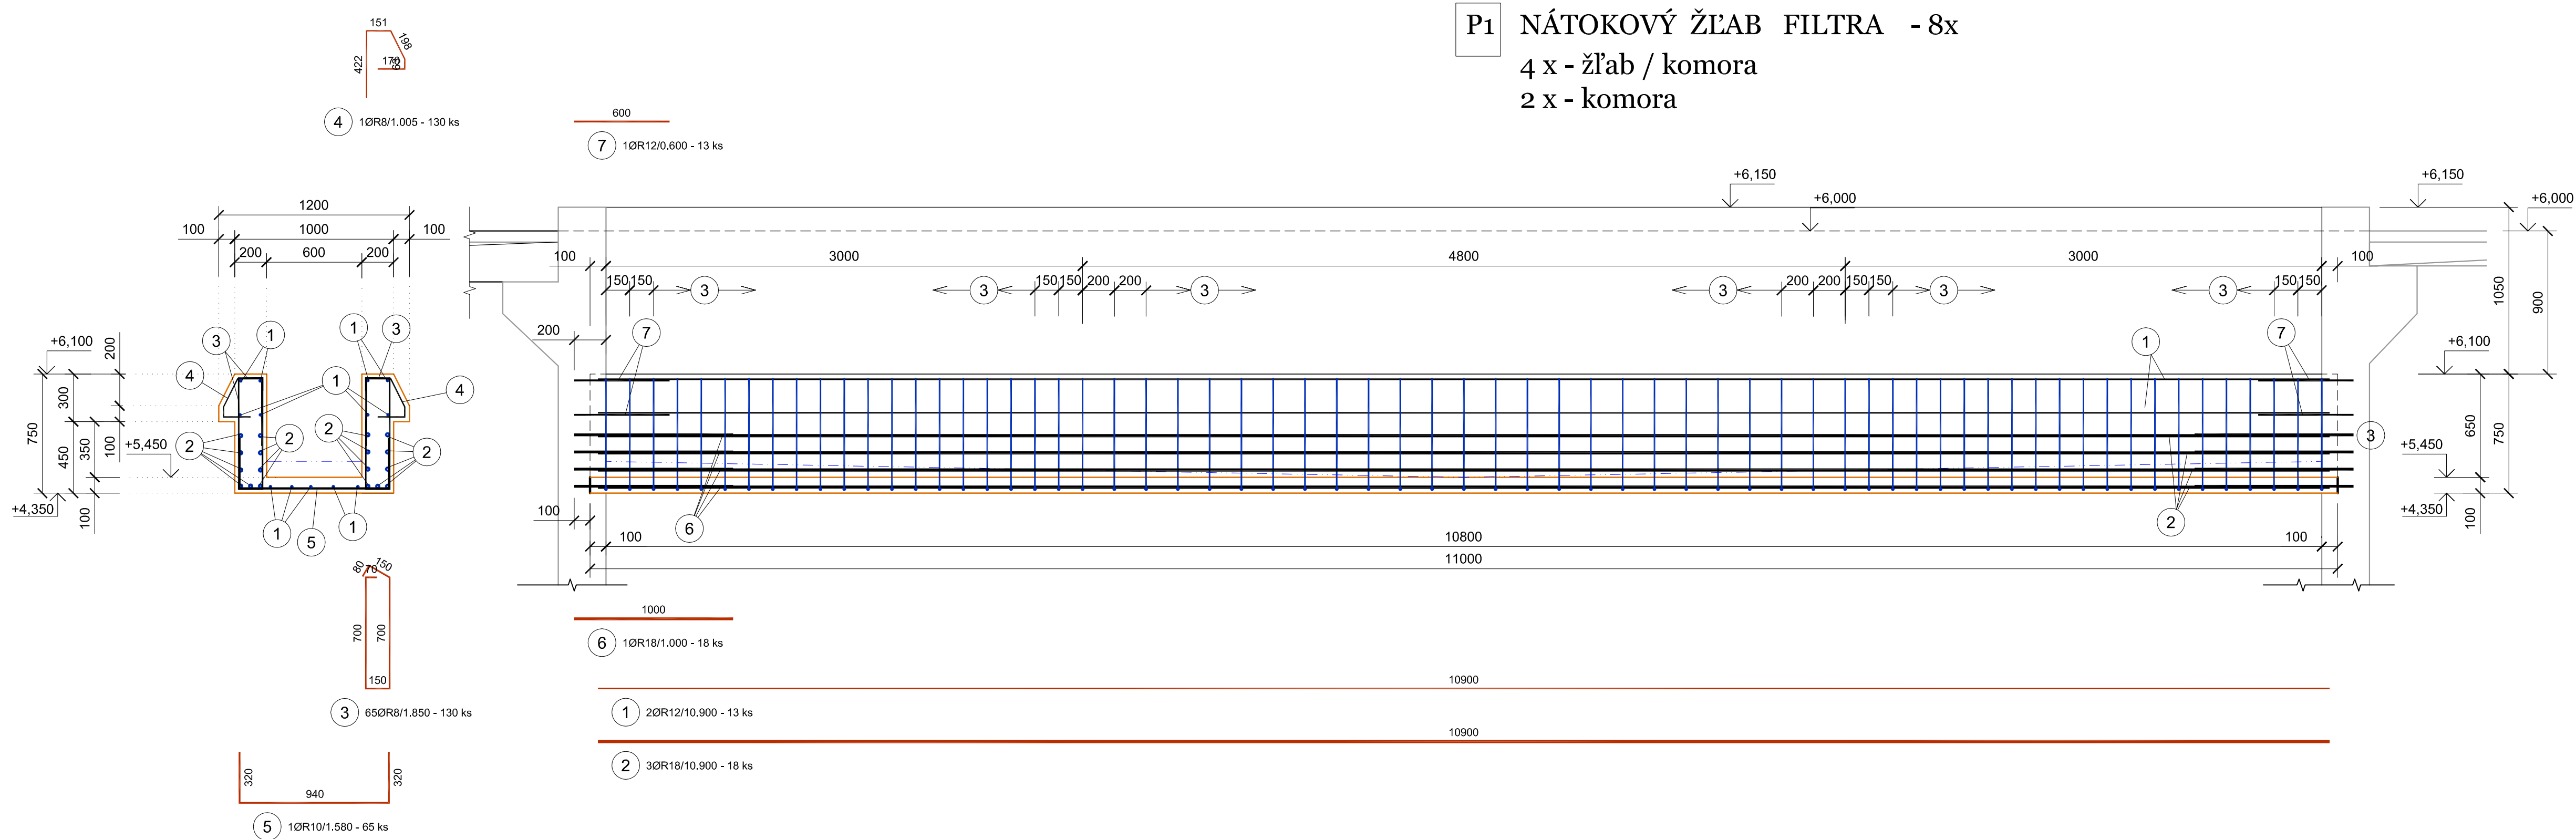 P1 NÁTOKOVÝ ŽĽAB FILTRA - 8x
4 x - žľab / komora
2 x - komora
151
198
422
170
4 1ØR8/1.005 - 130 ks
600
7 1ØR12/0.600 - 13 ks
1200
100 1000 100
200 600 200
3 1 1 3
4 1 4
2 2 2 2
1 5 1
+6,100
200
300
750
450
350
100
+5,450
+4,350
100
+6,150
+6,000
+6,150
+6,000
100 3000 4800 3000 100
150 150 3 3 150 150 200 200 3 3 200 200 150 150 3 3 150 150
200
7 1 7
1050
900
+6,100
650
750
3
+5,450
+4,350
100
100
6 2
100 10800 100
11000
80
70
150
700
700
150
3 65ØR8/1.850 - 130 ks
1000
6 1ØR18/1.000 - 18 ks
10900
1 2ØR12/10.900 - 13 ks
10900
2 3ØR18/10.900 - 18 ks
320
940
320
5 1ØR10/1.580 - 65 ks